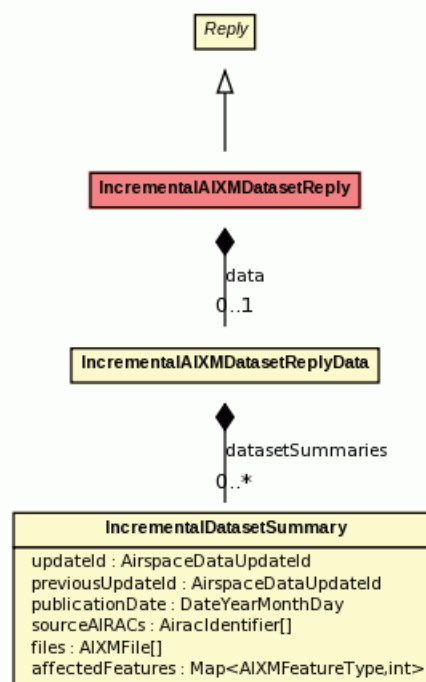 Reply
IncrementalAIXMDatasetReply
data
0..1
IncrementalAIXMDatasetReplyData
datasetSummaries
0..*
IncrementalDatasetSummary
updateId : AirspaceDataUpdateId
previousUpdateId : AirspaceDataUpdateId
publicationDate : DateYearMonthDay
sourceAIRACs : AiracIdentifier[]
files : AIXMFile[]
affectedFeatures : Map<AIXMFeatureType,int>